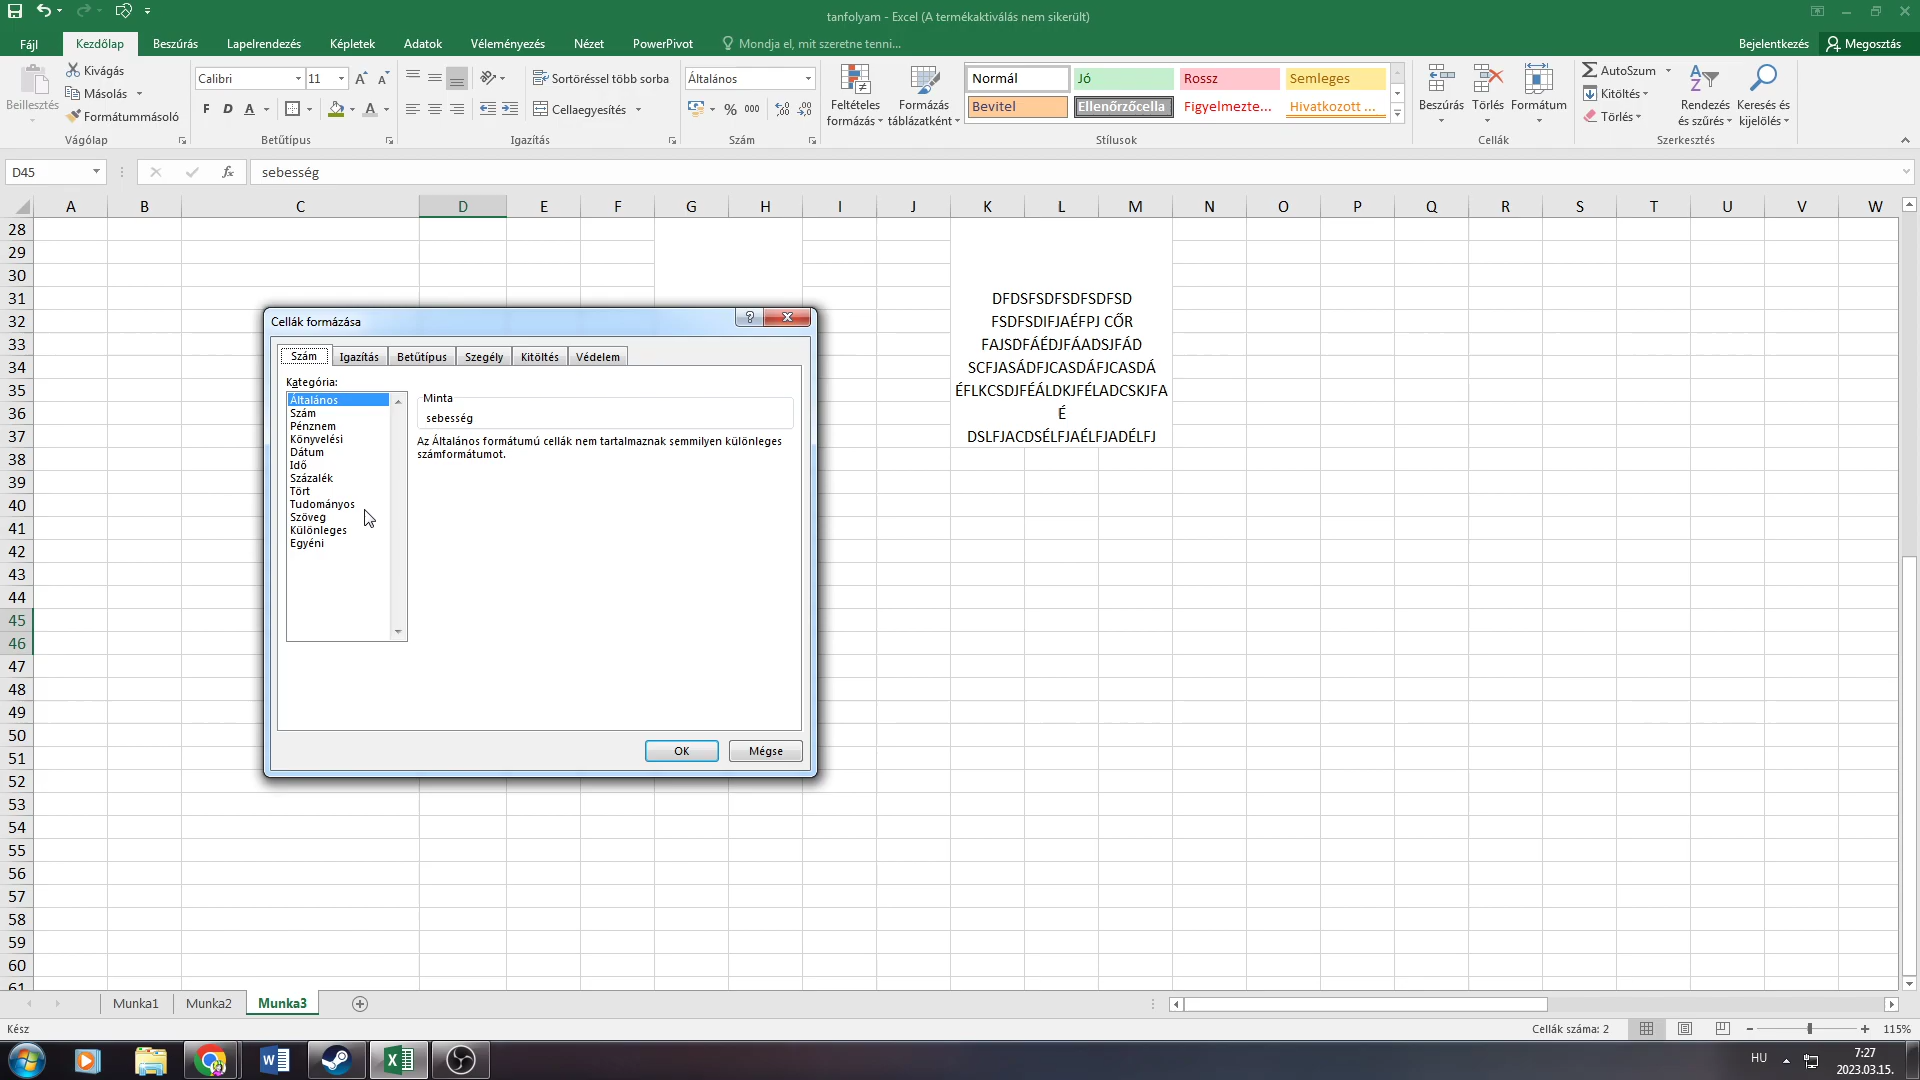 tanfolyam - Excel (A termékaktiválás nem sikerült)
Fájl Kezdőlap Beszúrás Lapelrendezés Képletek Adatok Véleményezés Nézet PowerPivot Mondja el, mit szeretne tenni... Bejelentkezés Megosztás
Beillesztés
Kivágás
Másolás
Formátummásoló
Vágólap
Calibri 11
F D A A
Betűtípus
Sortöréssel több sorba
Cellaegyesítés
Igazítás
Általános
% 000
Szám
Feltételes formázás
Formázás táblázatként
Normál Jó Rossz Semleges
Bevitel Ellenőrzőcella Figyelmezte... Hivatkozott ...
Stílusok
Beszúrás Törlés Formátum
Cellák
AutoSzum
Kitöltés
Törlés
Rendezés és szűrés
Keresés és kijelölés
Szerkesztés
D45 fx sebesség
A B C D E F G H I J K L M N O P Q R S T U V W
28
29
30
31
32
33
34
35
36
37
38
39
40
41
42
43
44
45
46
47
48
49
50
51
52
53
54
55
56
57
58
59
60
61
DFDSFSDFSDFSDFSD
FSDFSDIFJAÉFPJ CŐR
FAJSDFÁÉDJFÁADSJFÁD
SCFJASÁDFJCASDÁFJCASDÁ
ÉFLKCSDJFÉÁLDKJFÉLADCSKJFA
É
DSLFJACDSÉLFJAÉLFJADÉLFJ
Cellák formázása
Szám Igazítás Betűtípus Szegély Kitöltés Védelem
Kategória:
Általános
Szám
Pénznem
Könyvelési
Dátum
Idő
Százalék
Tört
Tudományos
Szöveg
Különleges
Egyéni
Minta
sebesség
Az Általános formátumú cellák nem tartalmaznak semmilyen különleges
számformátumot.
OK Mégse
Munka1 Munka2 Munka3
Kész Cellák száma: 2 115%
HU 7:27
2023.03.15.